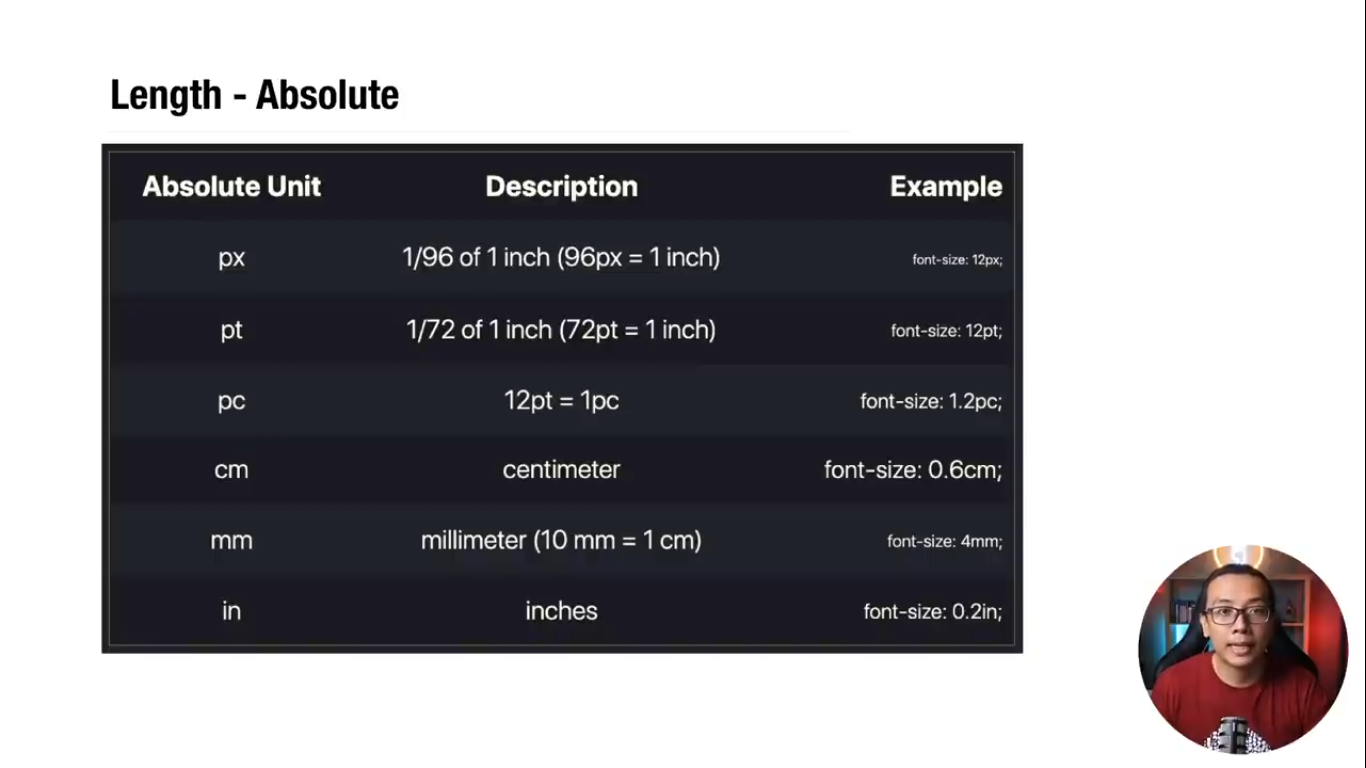 Length - Absolute
Absolute Unit Description Example
px 1/96 of 1 inch (96px = 1 inch) font-size: 12px;
pt 1/72 of 1 inch (72pt = 1 inch) font-size: 12pt;
pc 12pt = 1pc font-size: 1.2pc;
cm centimeter font-size: 0.6cm;
mm millimeter (10 mm = 1 cm) font-size: 4mm;
in inches font-size: 0.2in;